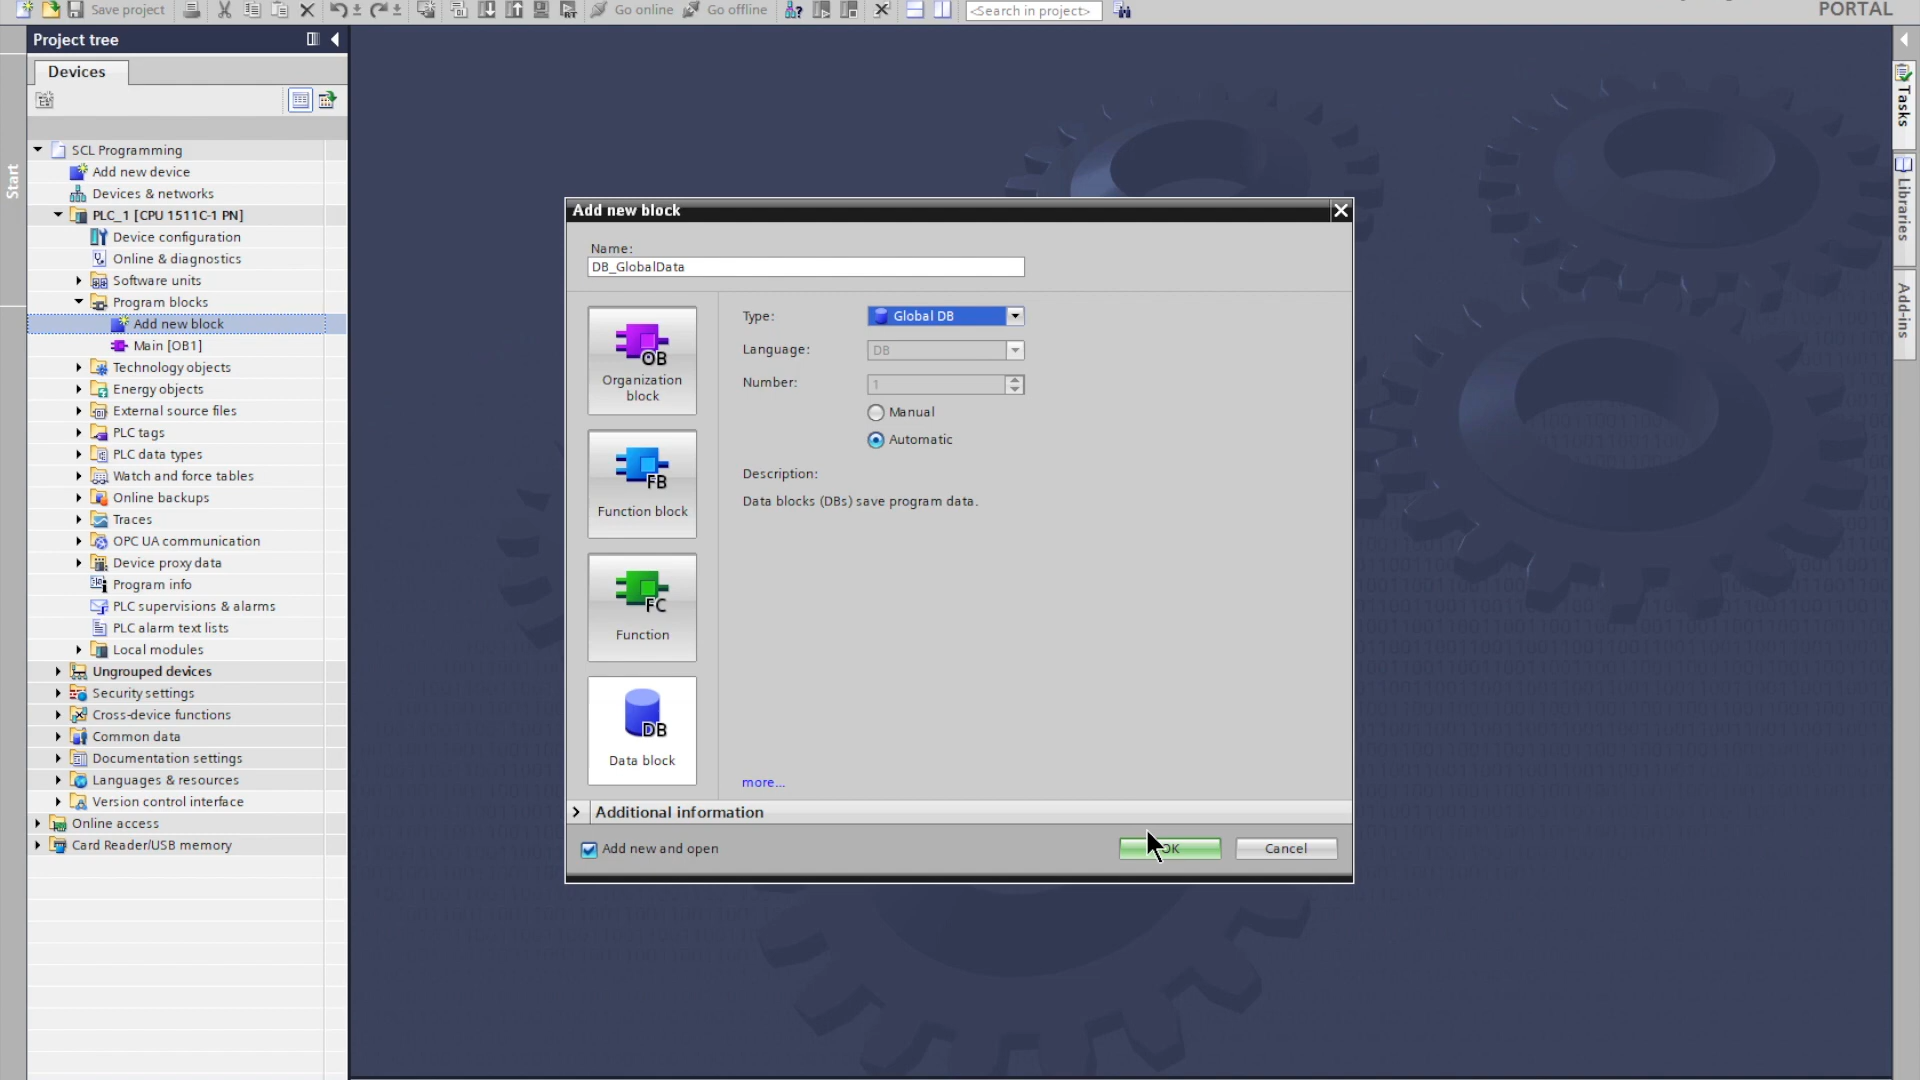 Save project
Go online
Go offline
<Search in project>
PORTAL
Project tree
Devices
Start
SCL Programming
Add new device
Devices & networks
PLC_1 [CPU 1511C-1 PN]
Device configuration
Online & diagnostics
Software units
Program blocks
Add new block
Main [OB1]
Technology objects
Energy objects
External source files
PLC tags
PLC data types
Watch and force tables
Online backups
Traces
OPC UA communication
Device proxy data
Program info
PLC supervisions & alarms
PLC alarm text lists
Local modules
Ungrouped devices
Security settings
Cross-device functions
Common data
Documentation settings
Languages & resources
Version control interface
Online access
Card Reader/USB memory
Add new block
Name:
DB_GlobalData
OB
Organization
block
FB
Function block
FC
Function
DB
Data block
Type:
Global DB
Language:
DB
Number:
1
Manual
Automatic
Description:
Data blocks (DBs) save program data.
more...
Additional information
Add new and open
OK
Cancel
Tasks
Libraries
Add-ins